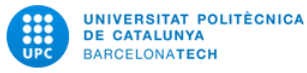 UPC
UNIVERSITAT POLITÈCNICA
DE CATALUNYA
BARCELONATECH